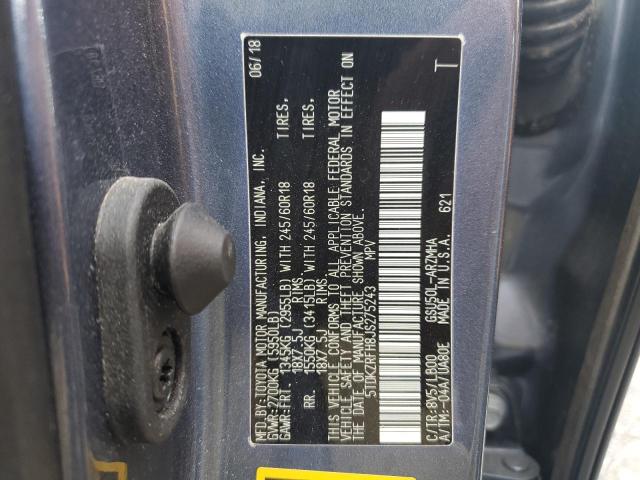 MFD. BY: TOYOTA MOTOR MANUFACTURING, INDIANA, INC. 06/18
GVWR:2700KG (5950LB)
GAWR:FRT. 1345KG (2955LB) WITH 245/60R18 TIRES.
18X7.5J RIMS
RR. 1550KG (3415LB) WITH 245/60R18 TIRES.
18X7.5J RIMS
THIS VEHICLE CONFORMS TO ALL APPLICABLE FEDERAL MOTOR
VEHICLE SAFETY AND THEFT PREVENTION STANDARDS IN EFFECT ON
THE DATE OF MANUFACTURE SHOWN ABOVE.
5TDKZRFH8JS275243 MPV
T
C/TR:8V5/LB00 GSU50L-ARZMHA
A/TM:-04A/UA80E MADE IN U.S.A. 621